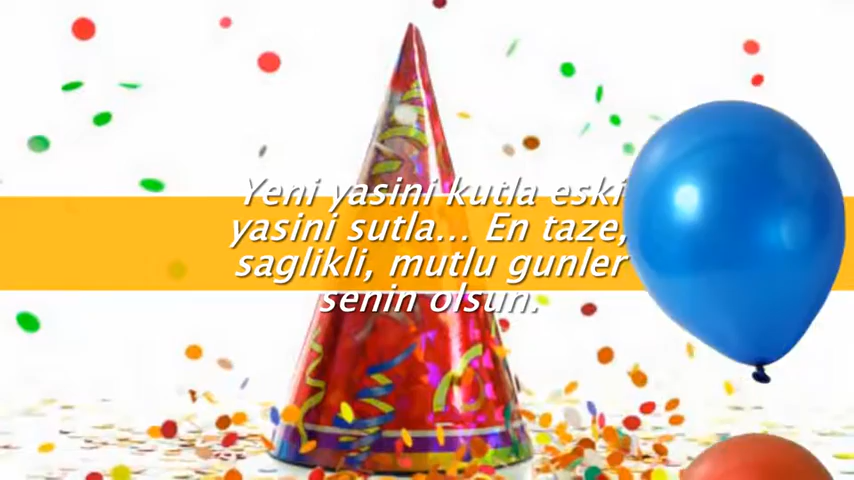 Yeni yasini kutla eski
yasini sutla... En taze,
saglikli, mutlu gunler
senin olsun.